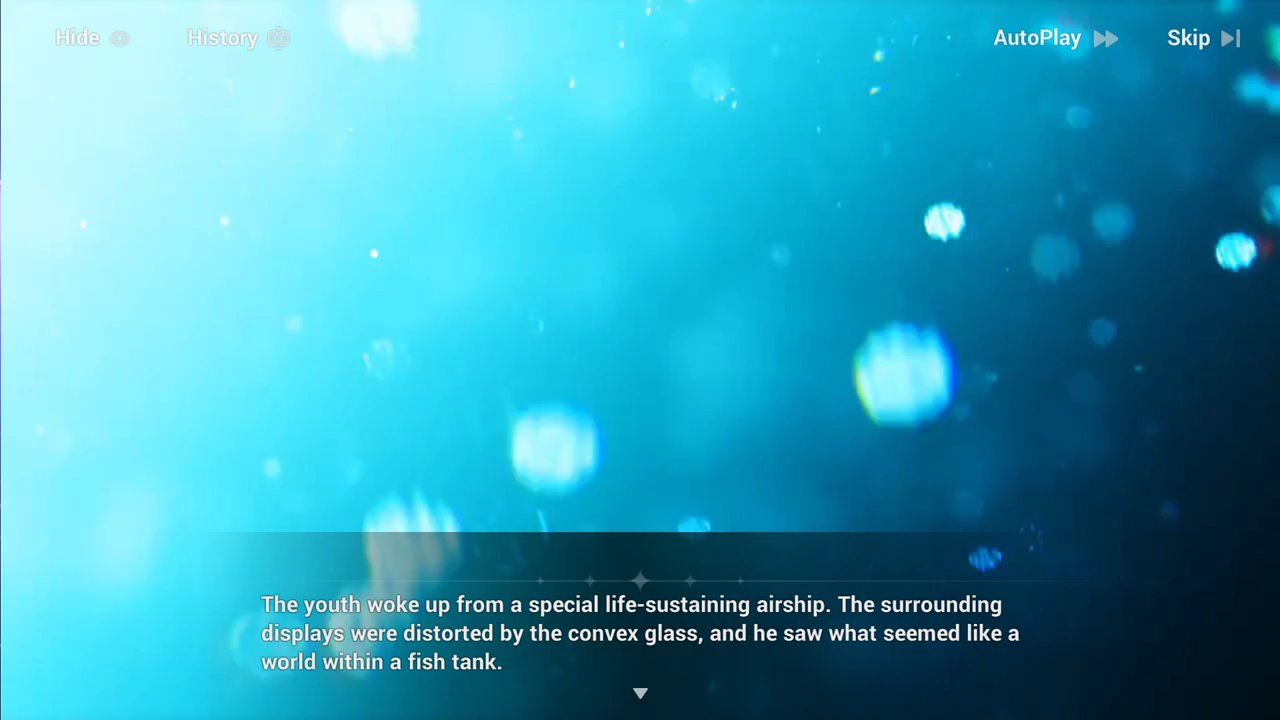 Hide
History
AutoPlay
Skip
The youth woke up from a special life-sustaining airship. The surrounding
displays were distorted by the convex glass, and he saw what seemed like a
world within a fish tank.